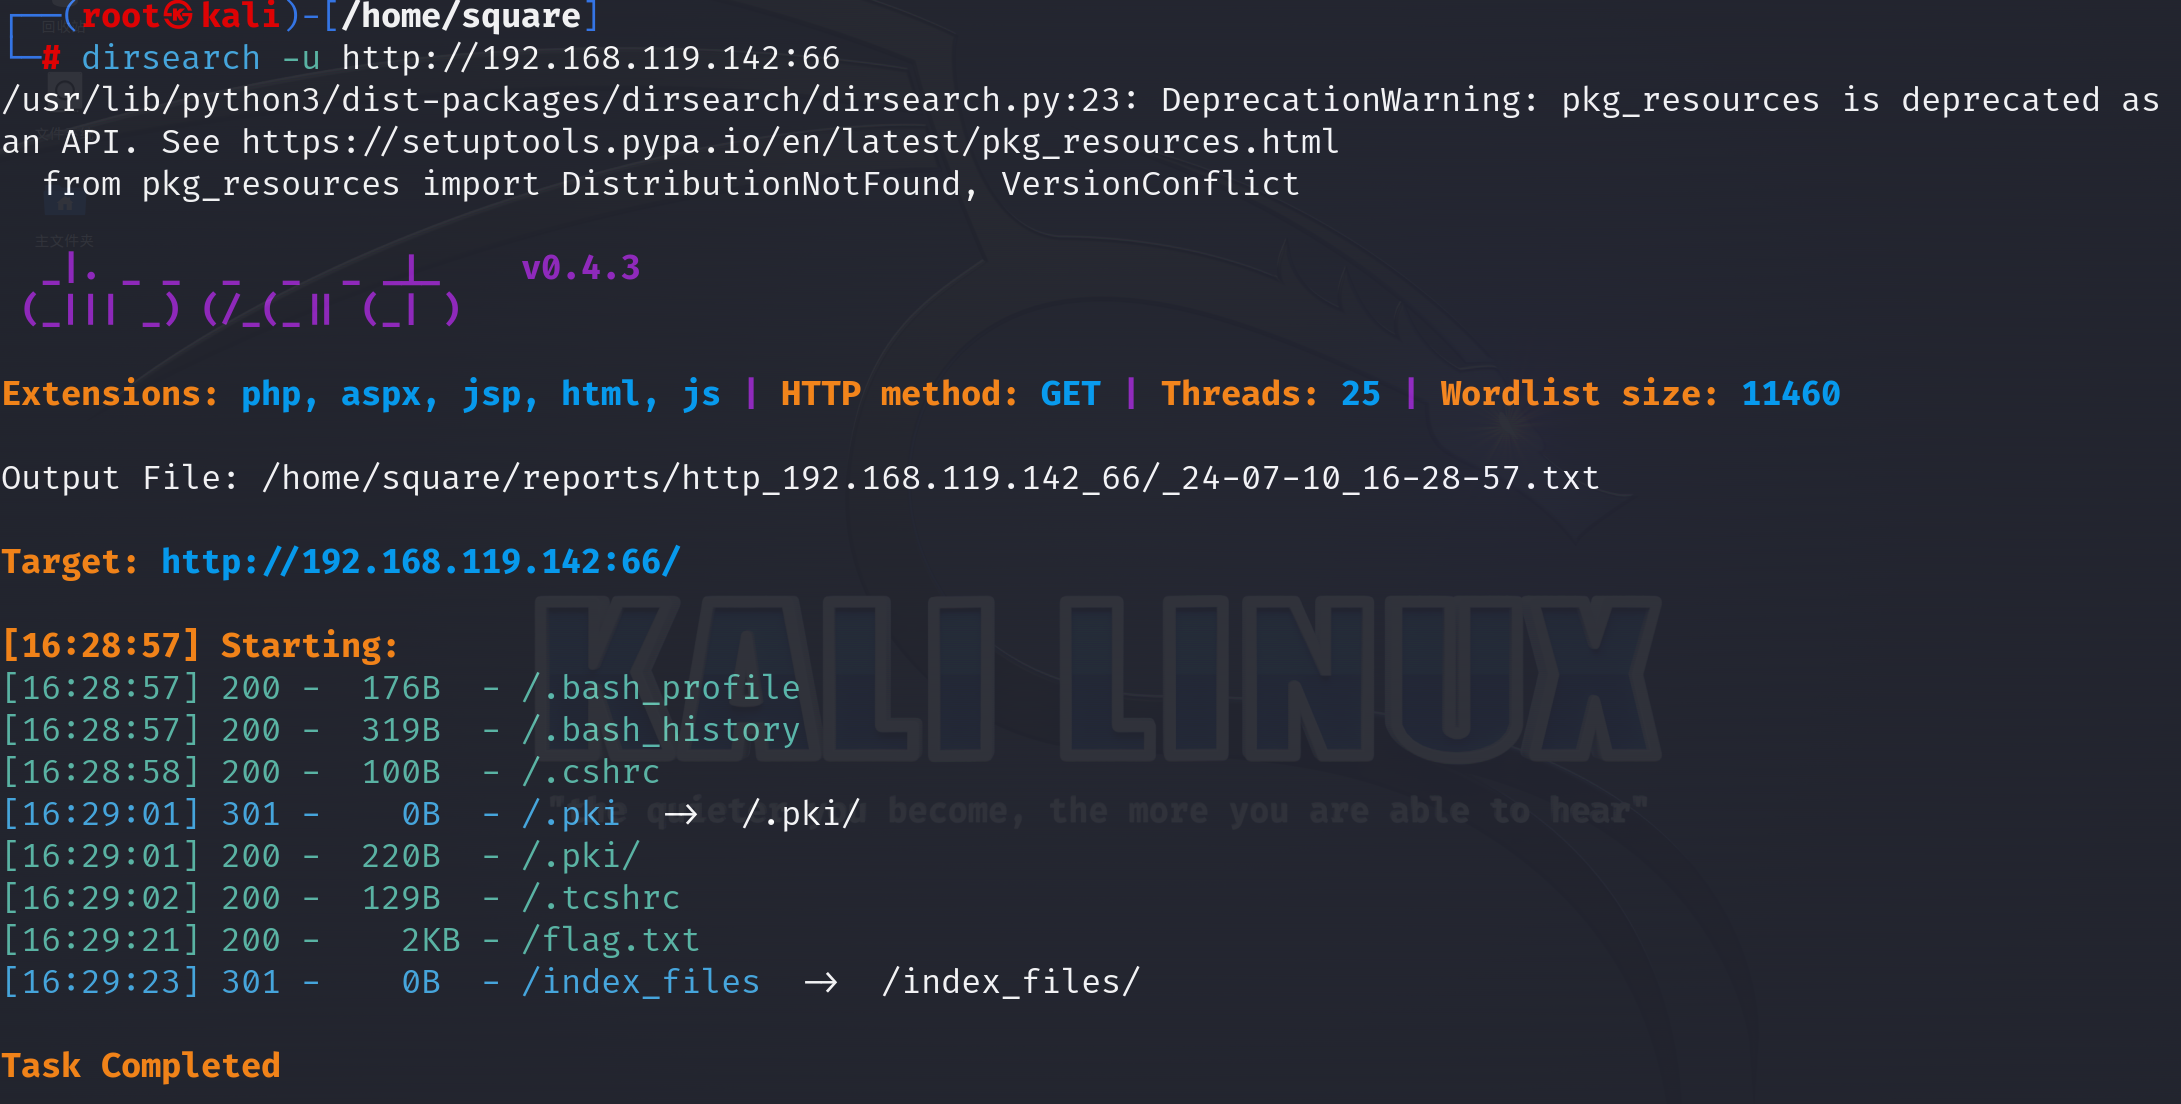 ┌──(root㉿kali)-[/home/square]
└─# dirsearch -u http://192.168.119.142:66
/usr/lib/python3/dist-packages/dirsearch/dirsearch.py:23: DeprecationWarning: pkg_resources is deprecated as
an API. See https://setuptools.pypa.io/en/latest/pkg_resources.html
  from pkg_resources import DistributionNotFound, VersionConflict
主文件夹
  _|. _ _  _  _  _ _|_    v0.4.3
 (_||| _) (/_(_|| (_| )
Extensions: php, aspx, jsp, html, js | HTTP method: GET | Threads: 25 | Wordlist size: 11460
Output File: /home/square/reports/http_192.168.119.142_66/_24-07-10_16-28-57.txt
Target: http://192.168.119.142:66/
KALI LINUX
[16:28:57] Starting:
[16:28:57] 200 -  176B  - /.bash_profile
[16:28:57] 200 -  319B  - /.bash_history
[16:28:58] 200 -  100B  - /.cshrc
"the quieter you become, the more you are able to hear"
[16:29:01] 301 -    0B  - /.pki  ->  /.pki/
[16:29:01] 200 -  220B  - /.pki/
[16:29:02] 200 -  129B  - /.tcshrc
[16:29:21] 200 -    2KB - /flag.txt
[16:29:23] 301 -    0B  - /index_files  ->  /index_files/
Task Completed